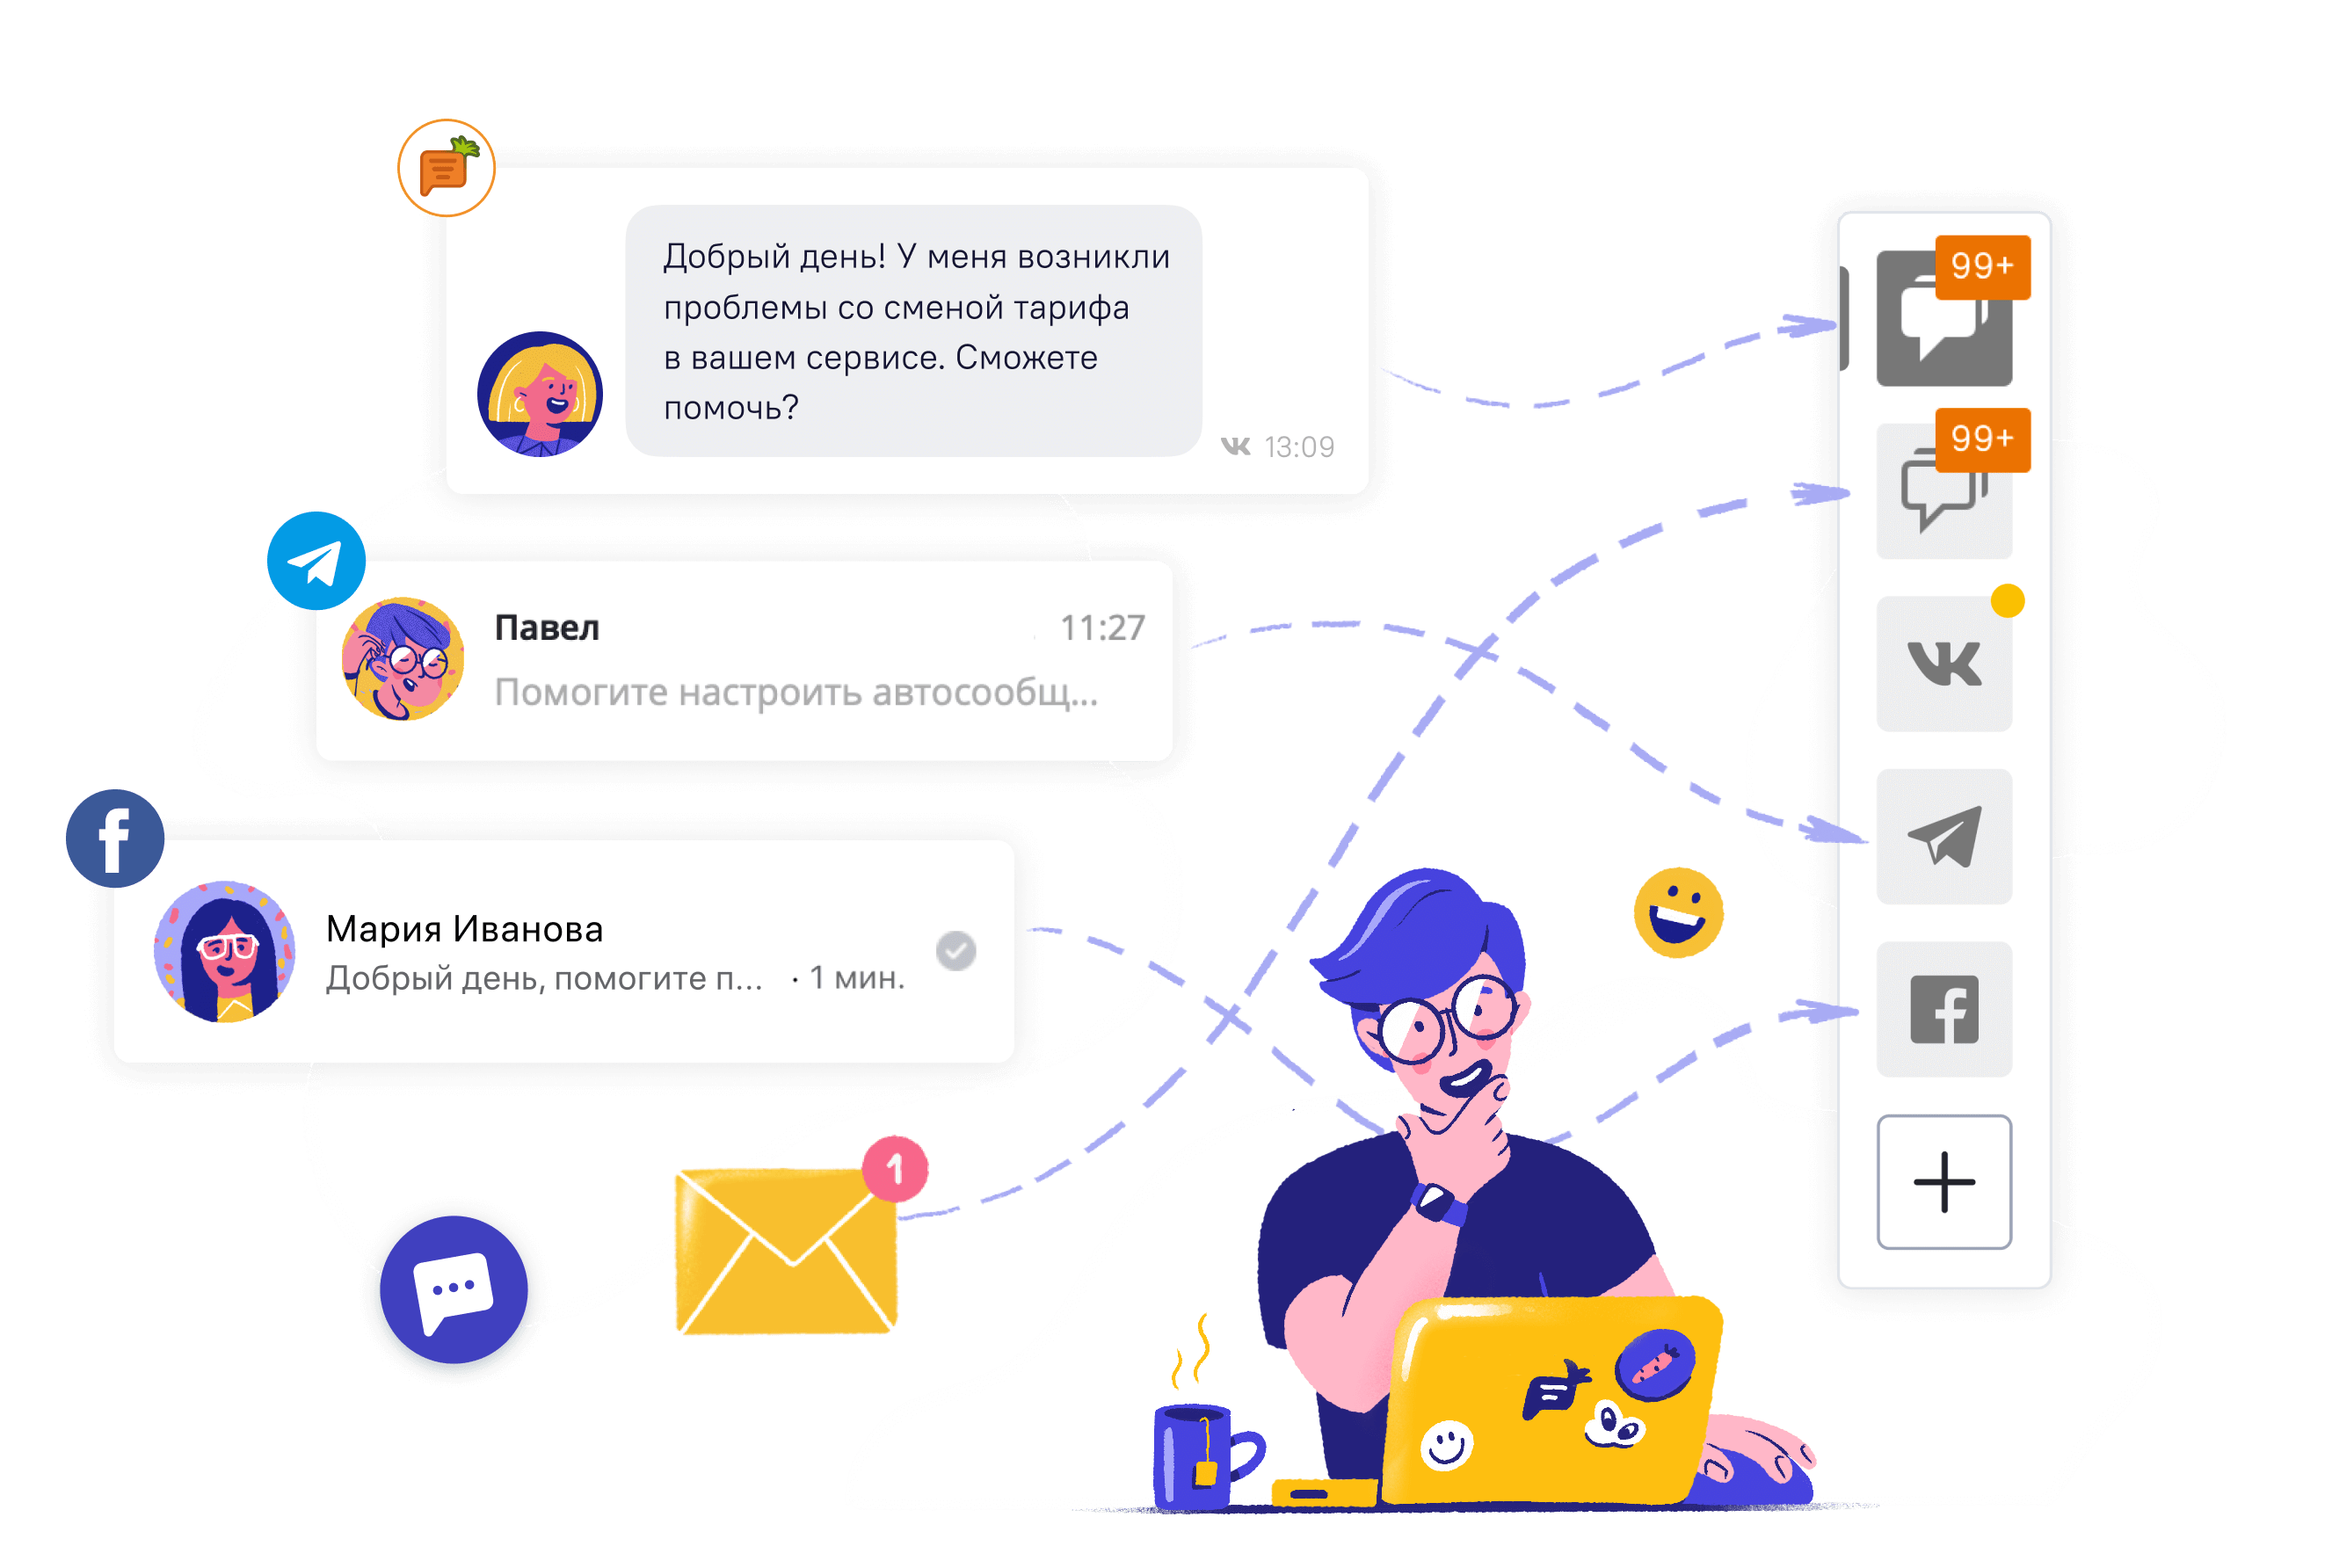 Добрый день! У меня возникли
проблемы со сменой тарифа
в вашем сервисе. Сможете
помочь?
13:09
99+
99+
Павел
11:27
Помогите настроить автосообщ...
Мария Иванова
Добрый день, помогите п... · 1 мин.
1